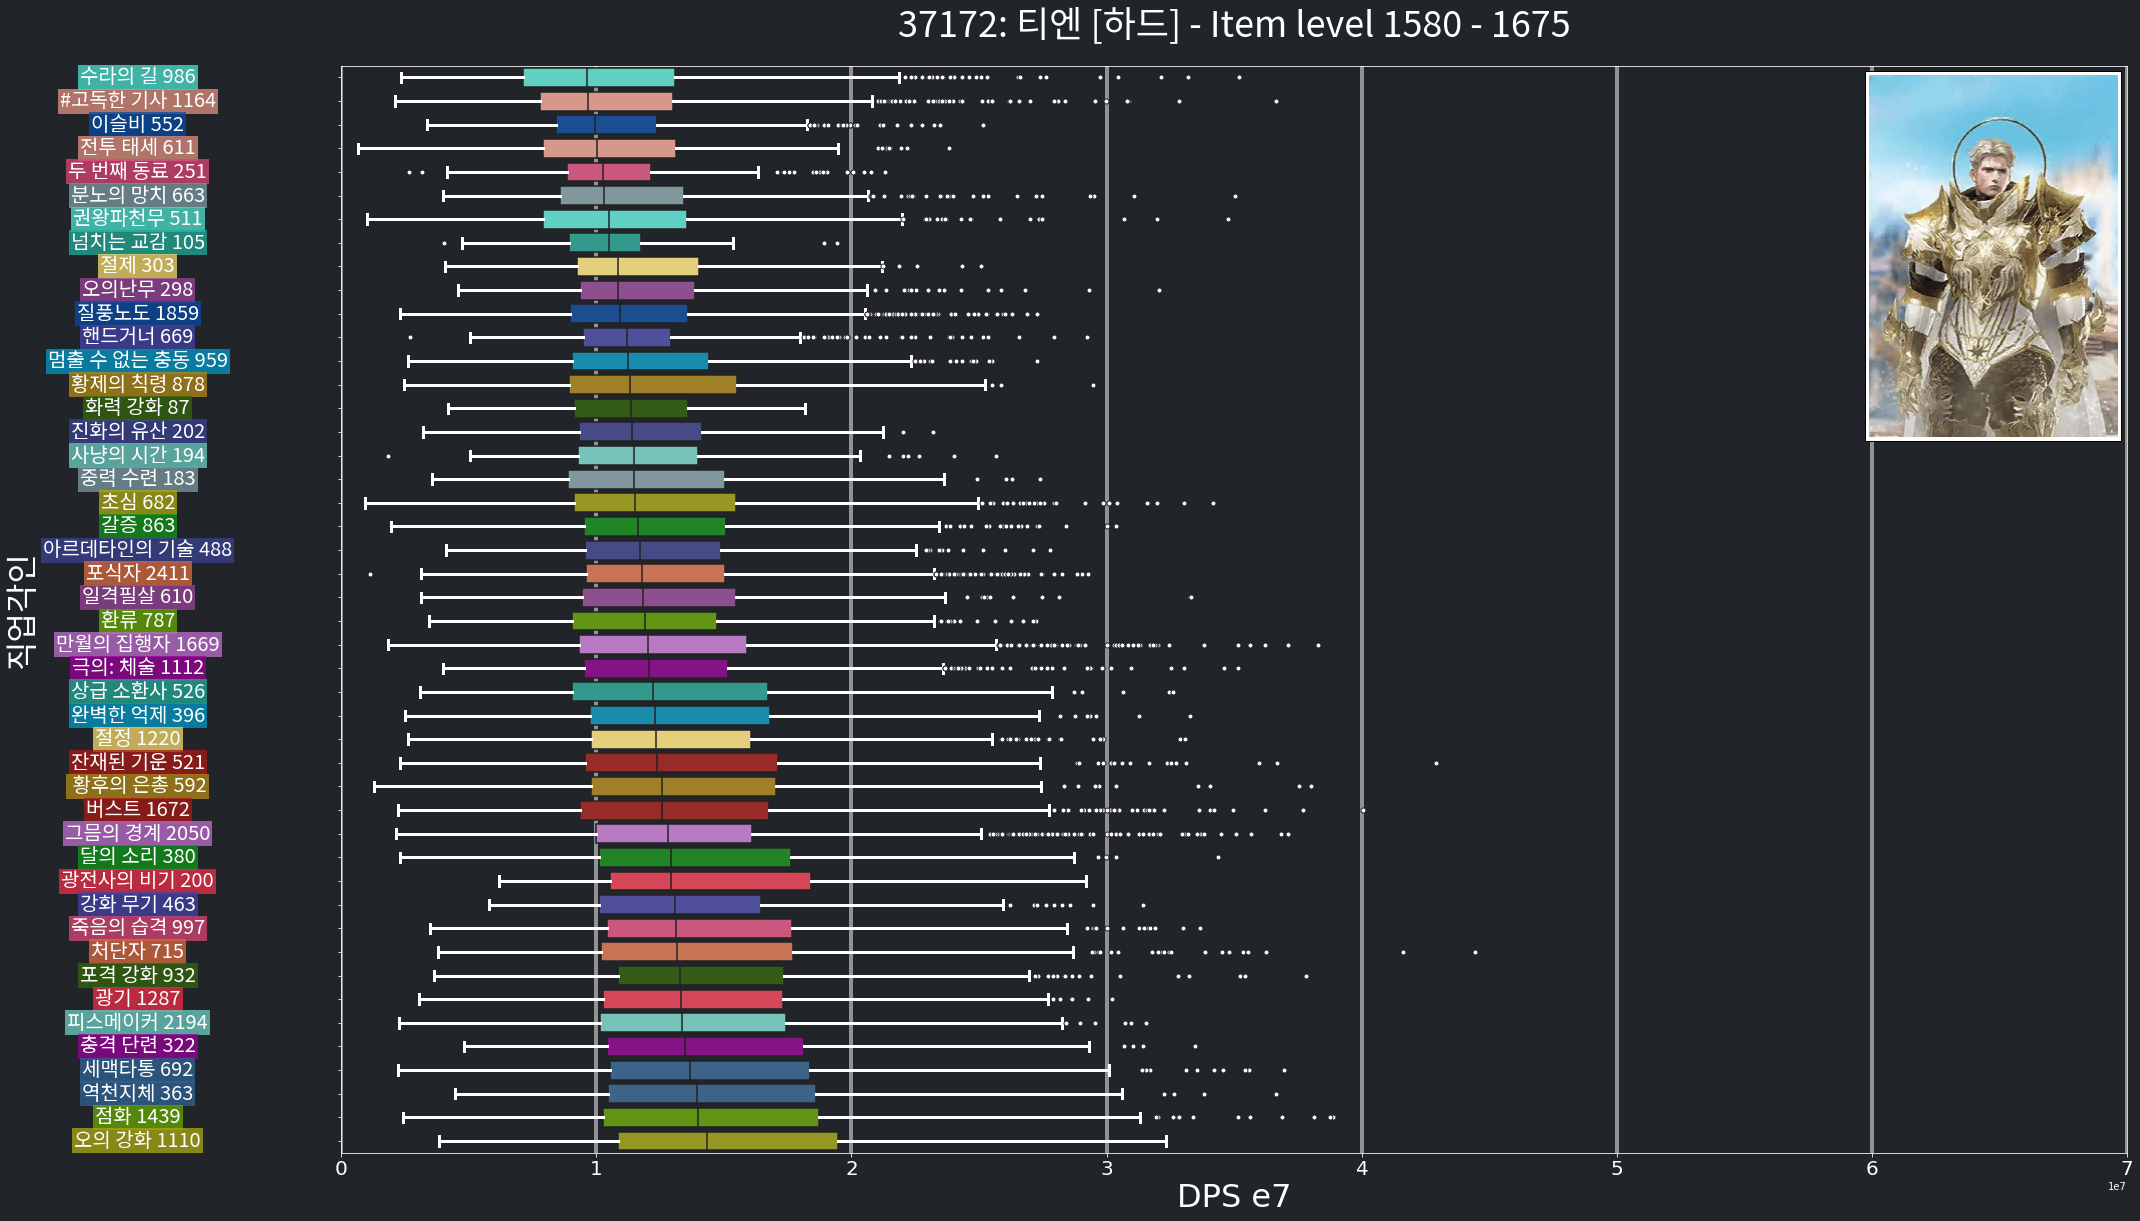 37172: 티엔 [하드] - Item level 1580 - 1675
직업각인
수라의 길 986
#고독한 기사 1164
이슬비 552
전투 태세 611
두 번째 동료 251
분노의 망치 663
권왕파천무 511
넘치는 교감 105
절제 303
오의난무 298
질풍노도 1859
핸드거너 669
멈출 수 없는 충동 959
황제의 칙령 878
화력 강화 87
진화의 유산 202
사냥의 시간 194
중력 수련 183
초심 682
갈증 863
아르데타인의 기술 488
포식자 2411
일격필살 610
환류 787
만월의 집행자 1669
극의: 체술 1112
상급 소환사 526
완벽한 억제 396
절정 1220
잔재된 기운 521
황후의 은총 592
버스트 1672
그믐의 경계 2050
달의 소리 380
광전사의 비기 200
강화 무기 463
죽음의 습격 997
처단자 715
포격 강화 932
광기 1287
피스메이커 2194
충격 단련 322
세맥타통 692
역천지체 363
점화 1439
오의 강화 1110
0 1 2 3 4 5 6 7
DPS e7
1e7